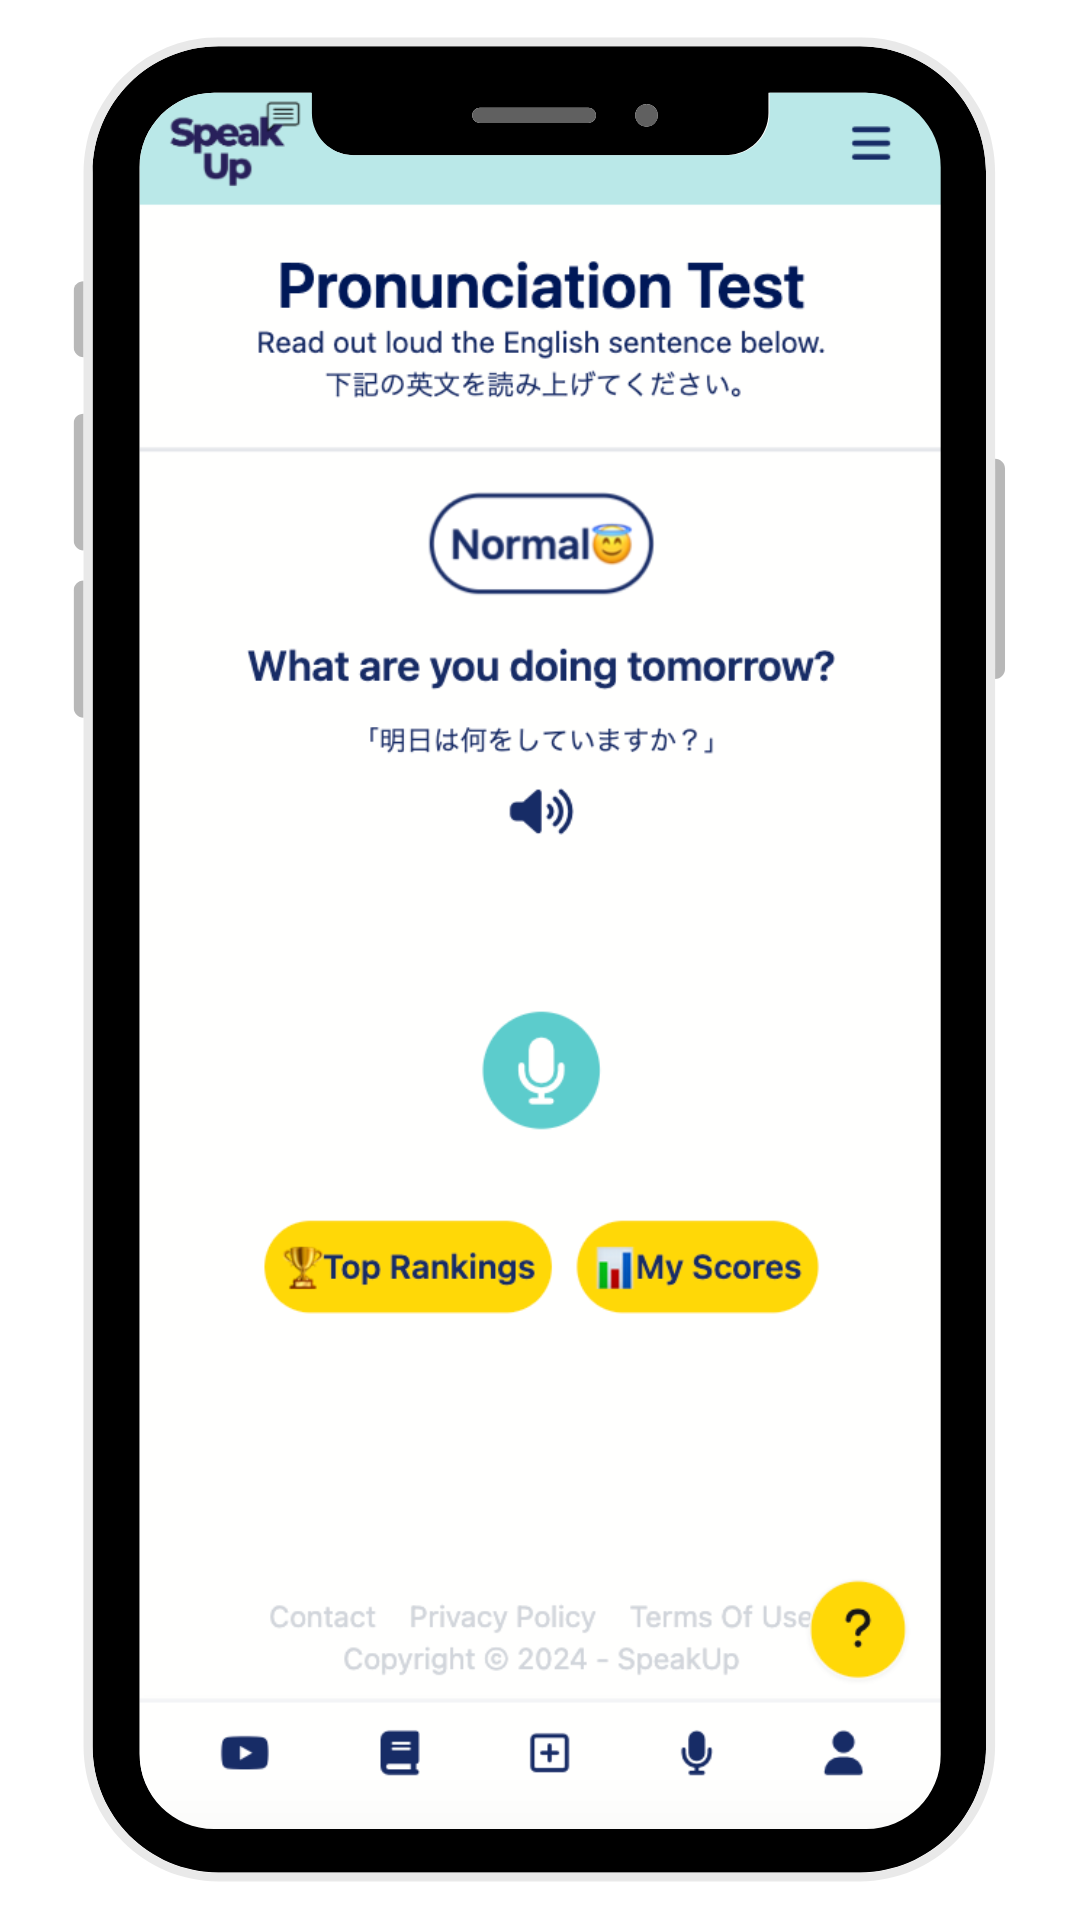 Speak
Up
Pronunciation Test
Read out loud the English sentence below.
下記の英文を読み上げてください。
Normal😇
What are you doing tomorrow?
「明日は何をしていますか？」
🏆Top Rankings
📊My Scores
Contact Privacy Policy Terms Of Use
?
Copyright © 2024 - SpeakUp